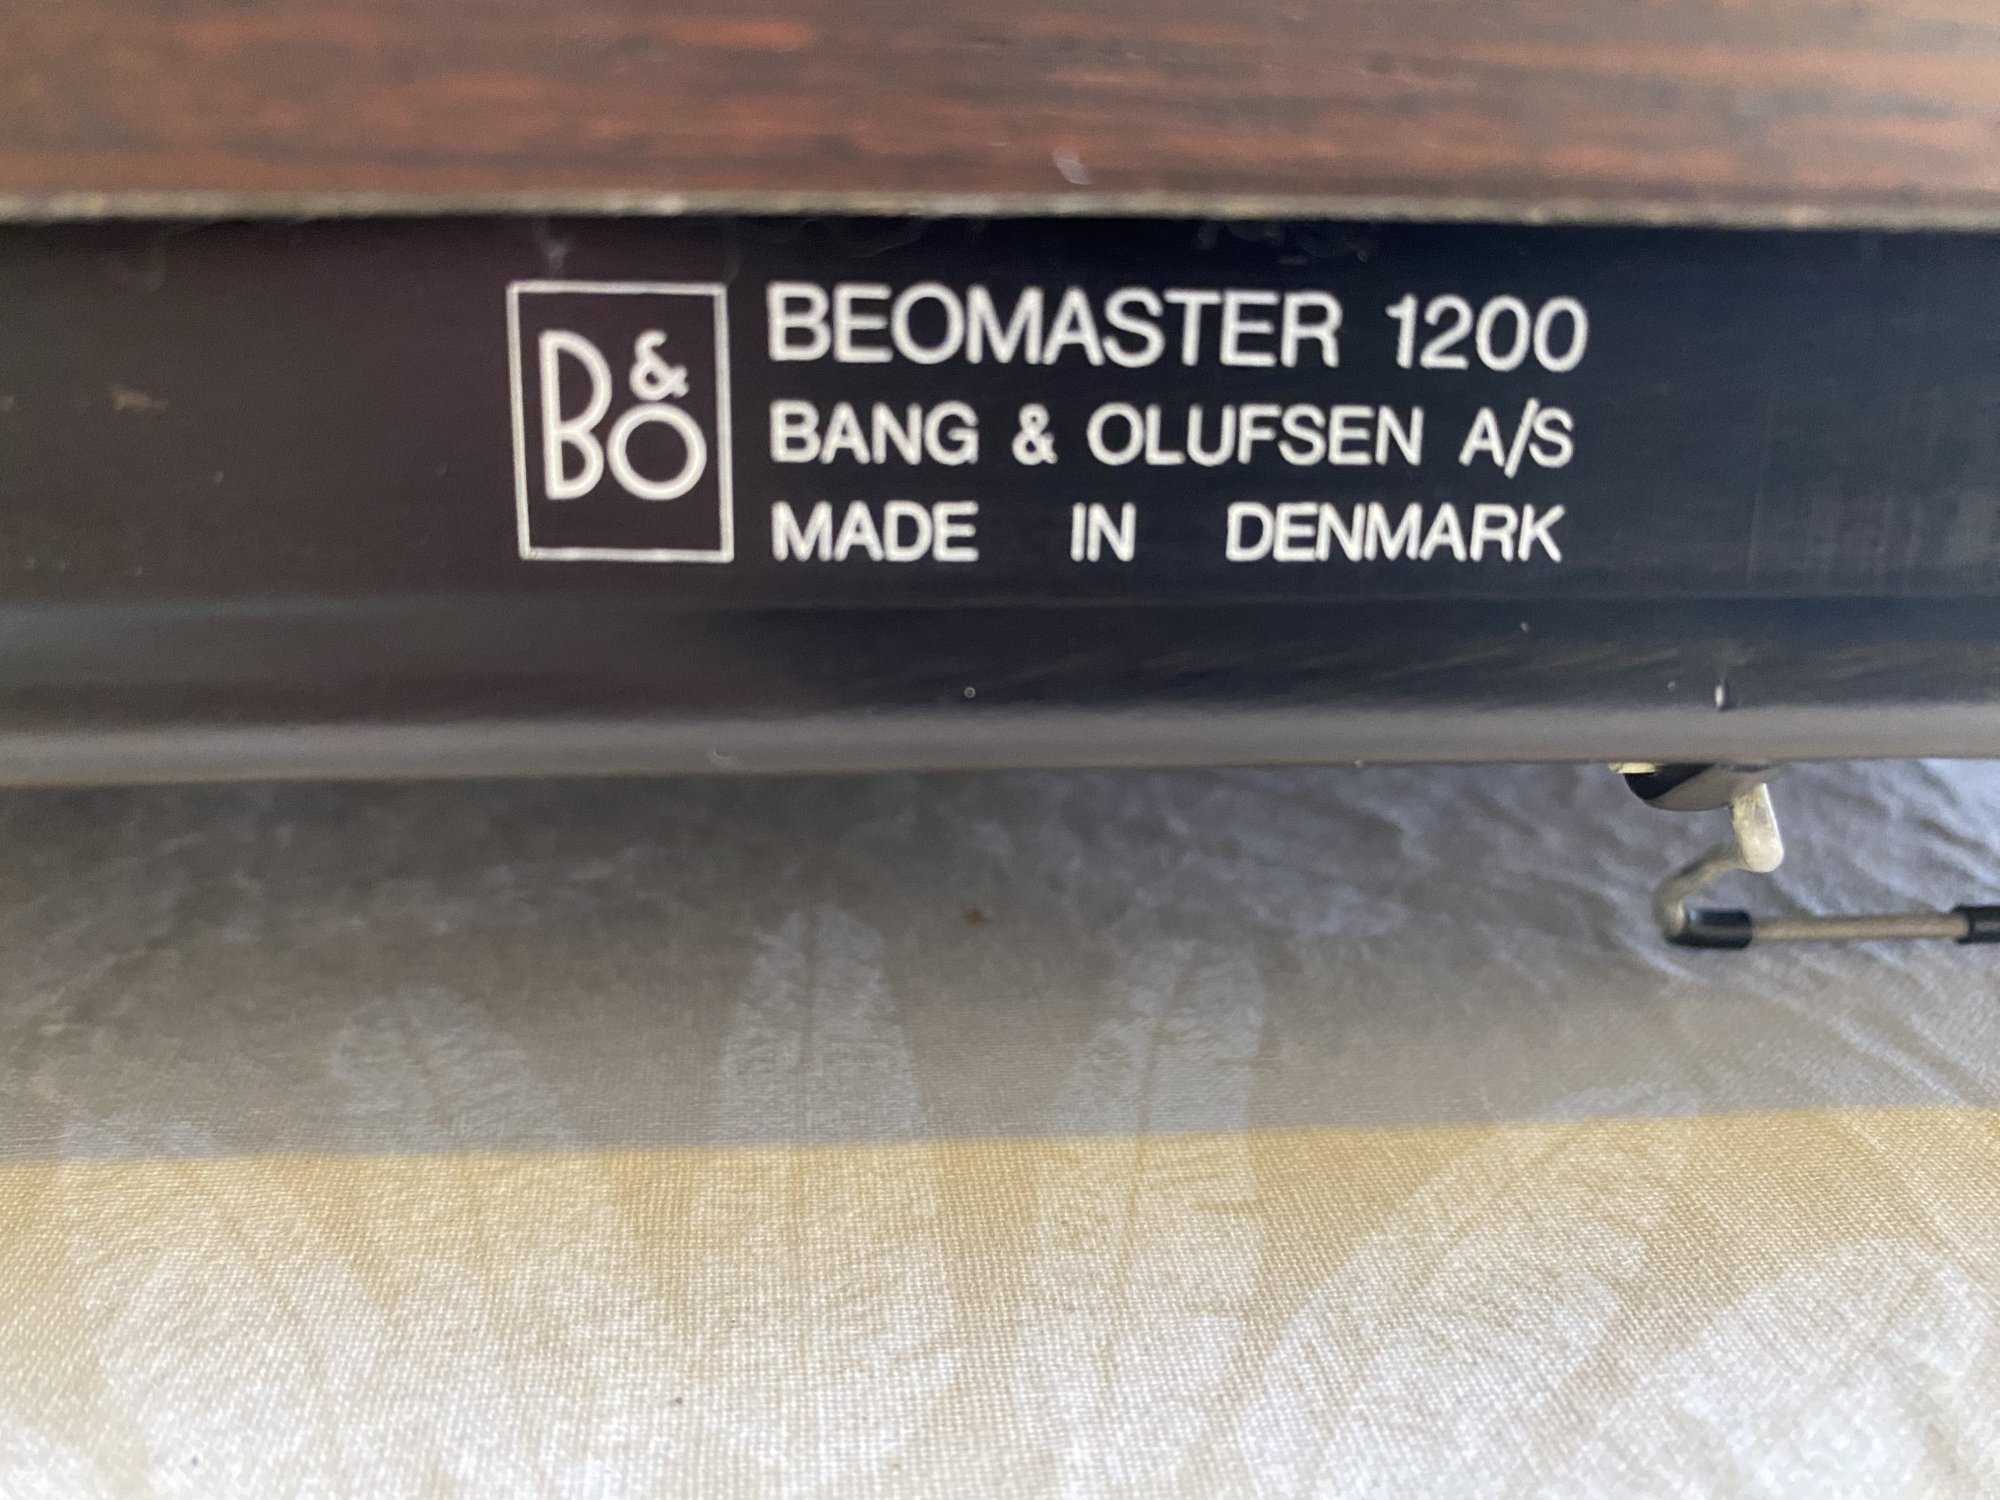 B&O
BEOMASTER 1200
BANG & OLUFSEN A/S
MADE IN DENMARK